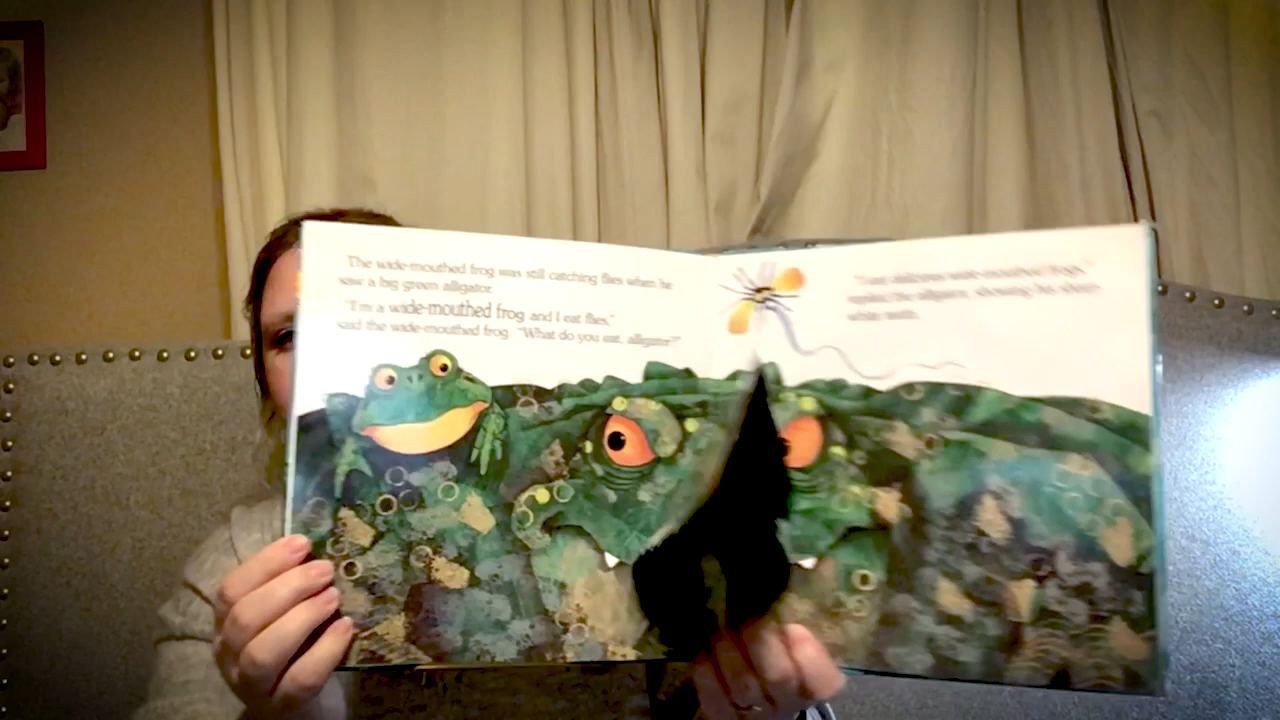 The wide-mouthed frog was still catching flies when he
saw a big green alligator.
"I'm a wide-mouthed frog and I eat flies,"
said the wide-mouthed frog. "What do you eat, alligator?"
"I eat delicious wide-mouthed frogs,"
replied the alligator, showing his sharp
white teeth.